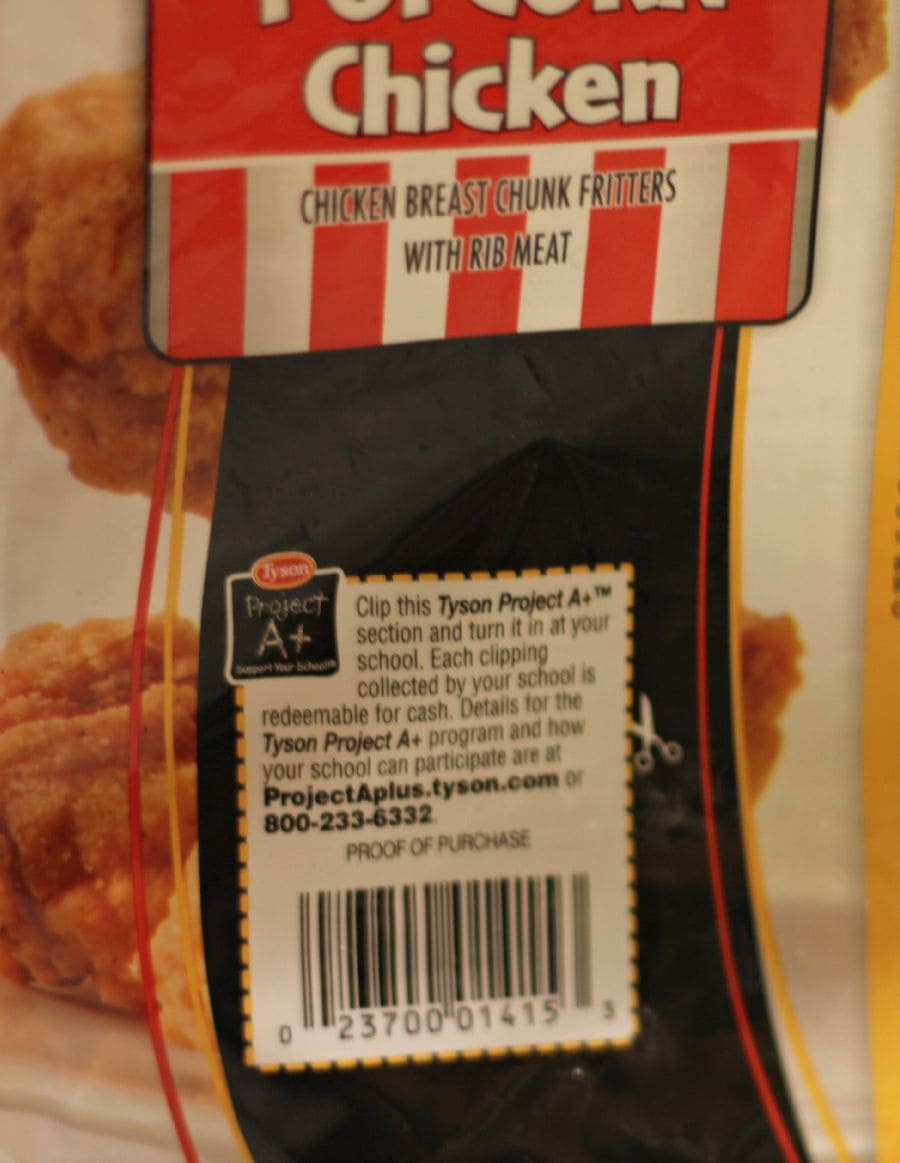 POPCORN
Chicken
CHICKEN BREAST CHUNK FRITTERS
WITH RIB MEAT
Tyson
Project
A+
Support Your School
Clip this Tyson Project A+™
section and turn it in at your
school. Each clipping
collected by your school is
redeemable for cash. Details for the
Tyson Project A+ program and how
your school can participate are at
ProjectAplus.tyson.com or
800-233-6332.
PROOF OF PURCHASE
0 23700 01415 3